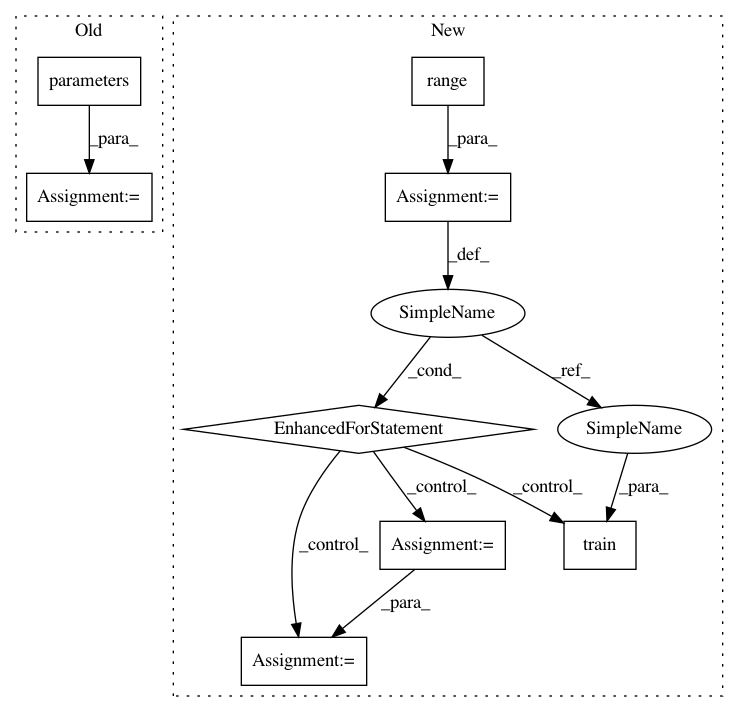 Old
New
parameters
range
_para_
_para_
Assignment:=
Assignment:=
_def_
SimpleName
_cond_
_ref_
EnhancedForStatement
SimpleName
_control_
_control_
_control_
_para_
Assignment:=
train
_para_
Assignment:=